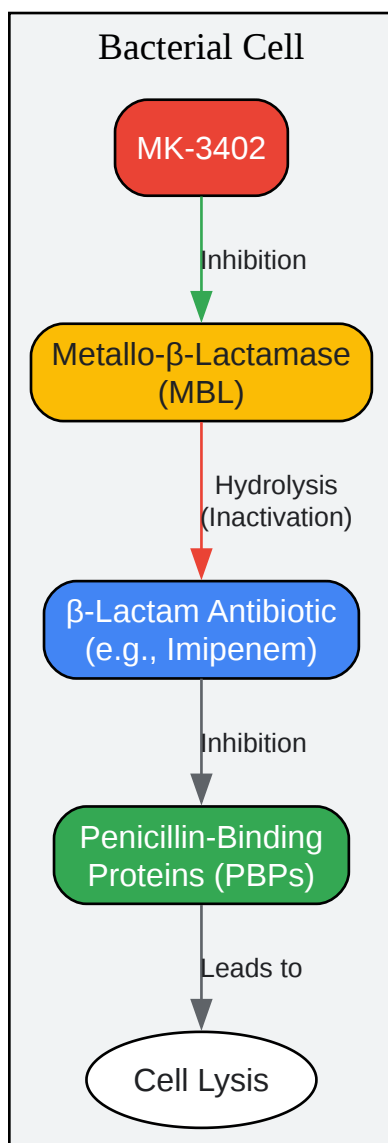 Bacterial Cell
MK-3402
Inhibition
Metallo-β-Lactamase
(MBL)
Hydrolysis
(Inactivation)
β-Lactam Antibiotic
(e.g., Imipenem)
Inhibition
Penicillin-Binding
Proteins (PBPs)
Leads to
Cell Lysis